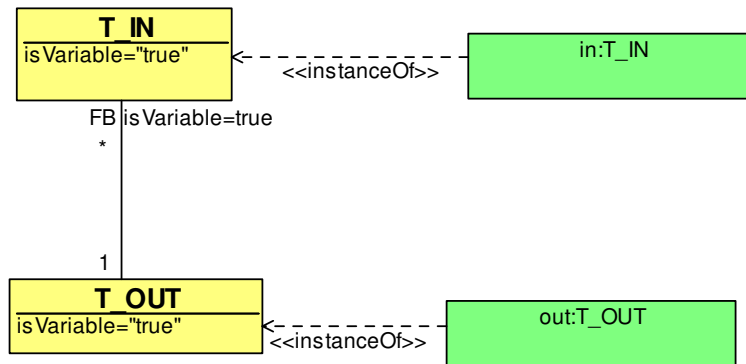 T_IN
isVariable="true"
in:T_IN
<<instanceOf>>
FB isVariable=true
*
1
T_OUT
isVariable="true"
out:T_OUT
<<instanceOf>>